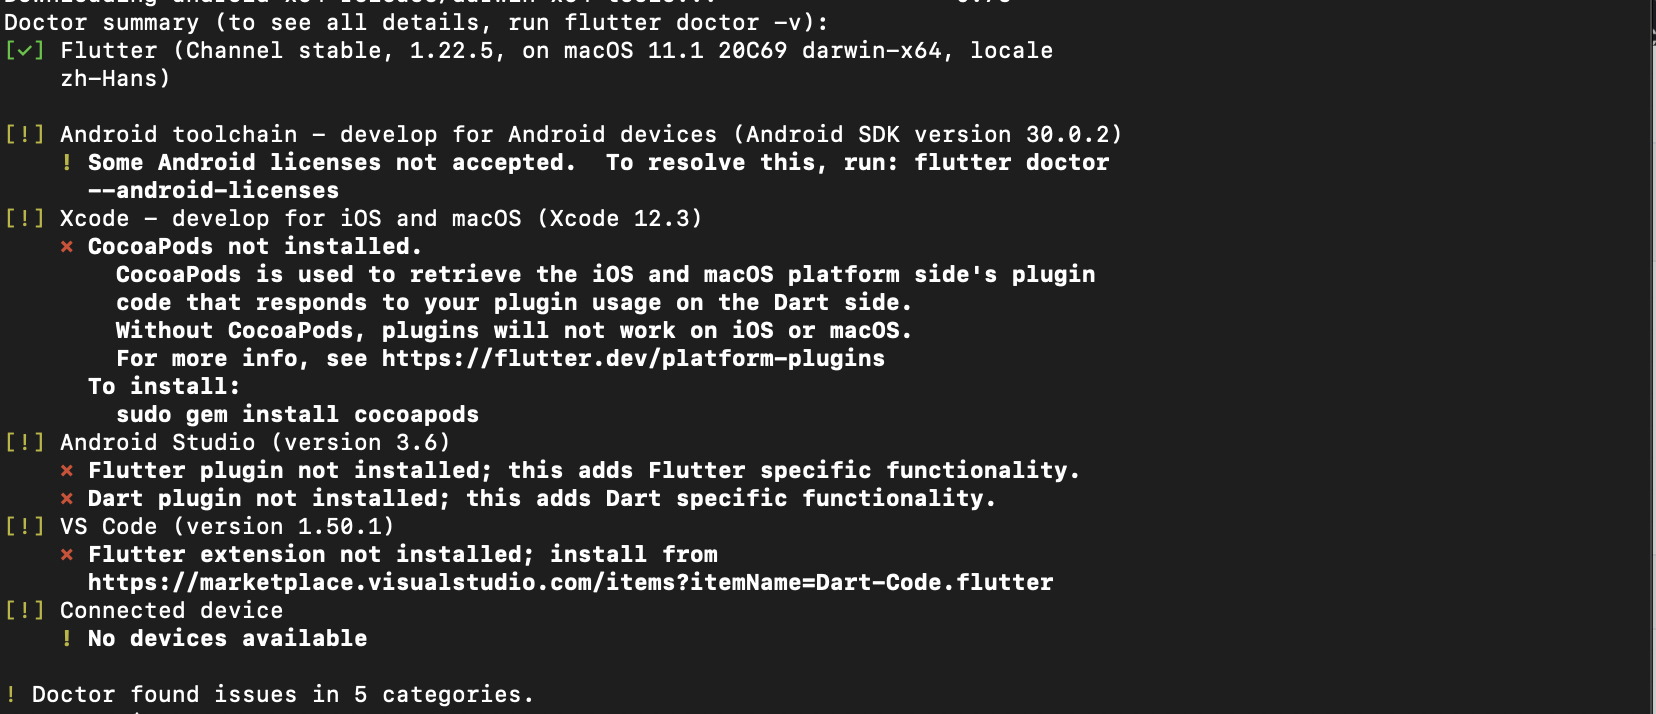 Doctor summary (to see all details, run flutter doctor -v):
[✓] Flutter (Channel stable, 1.22.5, on macOS 11.1 20C69 darwin-x64, locale
    zh-Hans)
[!] Android toolchain - develop for Android devices (Android SDK version 30.0.2)
    ! Some Android licenses not accepted.  To resolve this, run: flutter doctor
      --android-licenses
[!] Xcode - develop for iOS and macOS (Xcode 12.3)
    ✗ CocoaPods not installed.
        CocoaPods is used to retrieve the iOS and macOS platform side's plugin
        code that responds to your plugin usage on the Dart side.
        Without CocoaPods, plugins will not work on iOS or macOS.
        For more info, see https://flutter.dev/platform-plugins
      To install:
        sudo gem install cocoapods
[!] Android Studio (version 3.6)
    ✗ Flutter plugin not installed; this adds Flutter specific functionality.
    ✗ Dart plugin not installed; this adds Dart specific functionality.
[!] VS Code (version 1.50.1)
    ✗ Flutter extension not installed; install from
      https://marketplace.visualstudio.com/items?itemName=Dart-Code.flutter
[!] Connected device
    ! No devices available
! Doctor found issues in 5 categories.